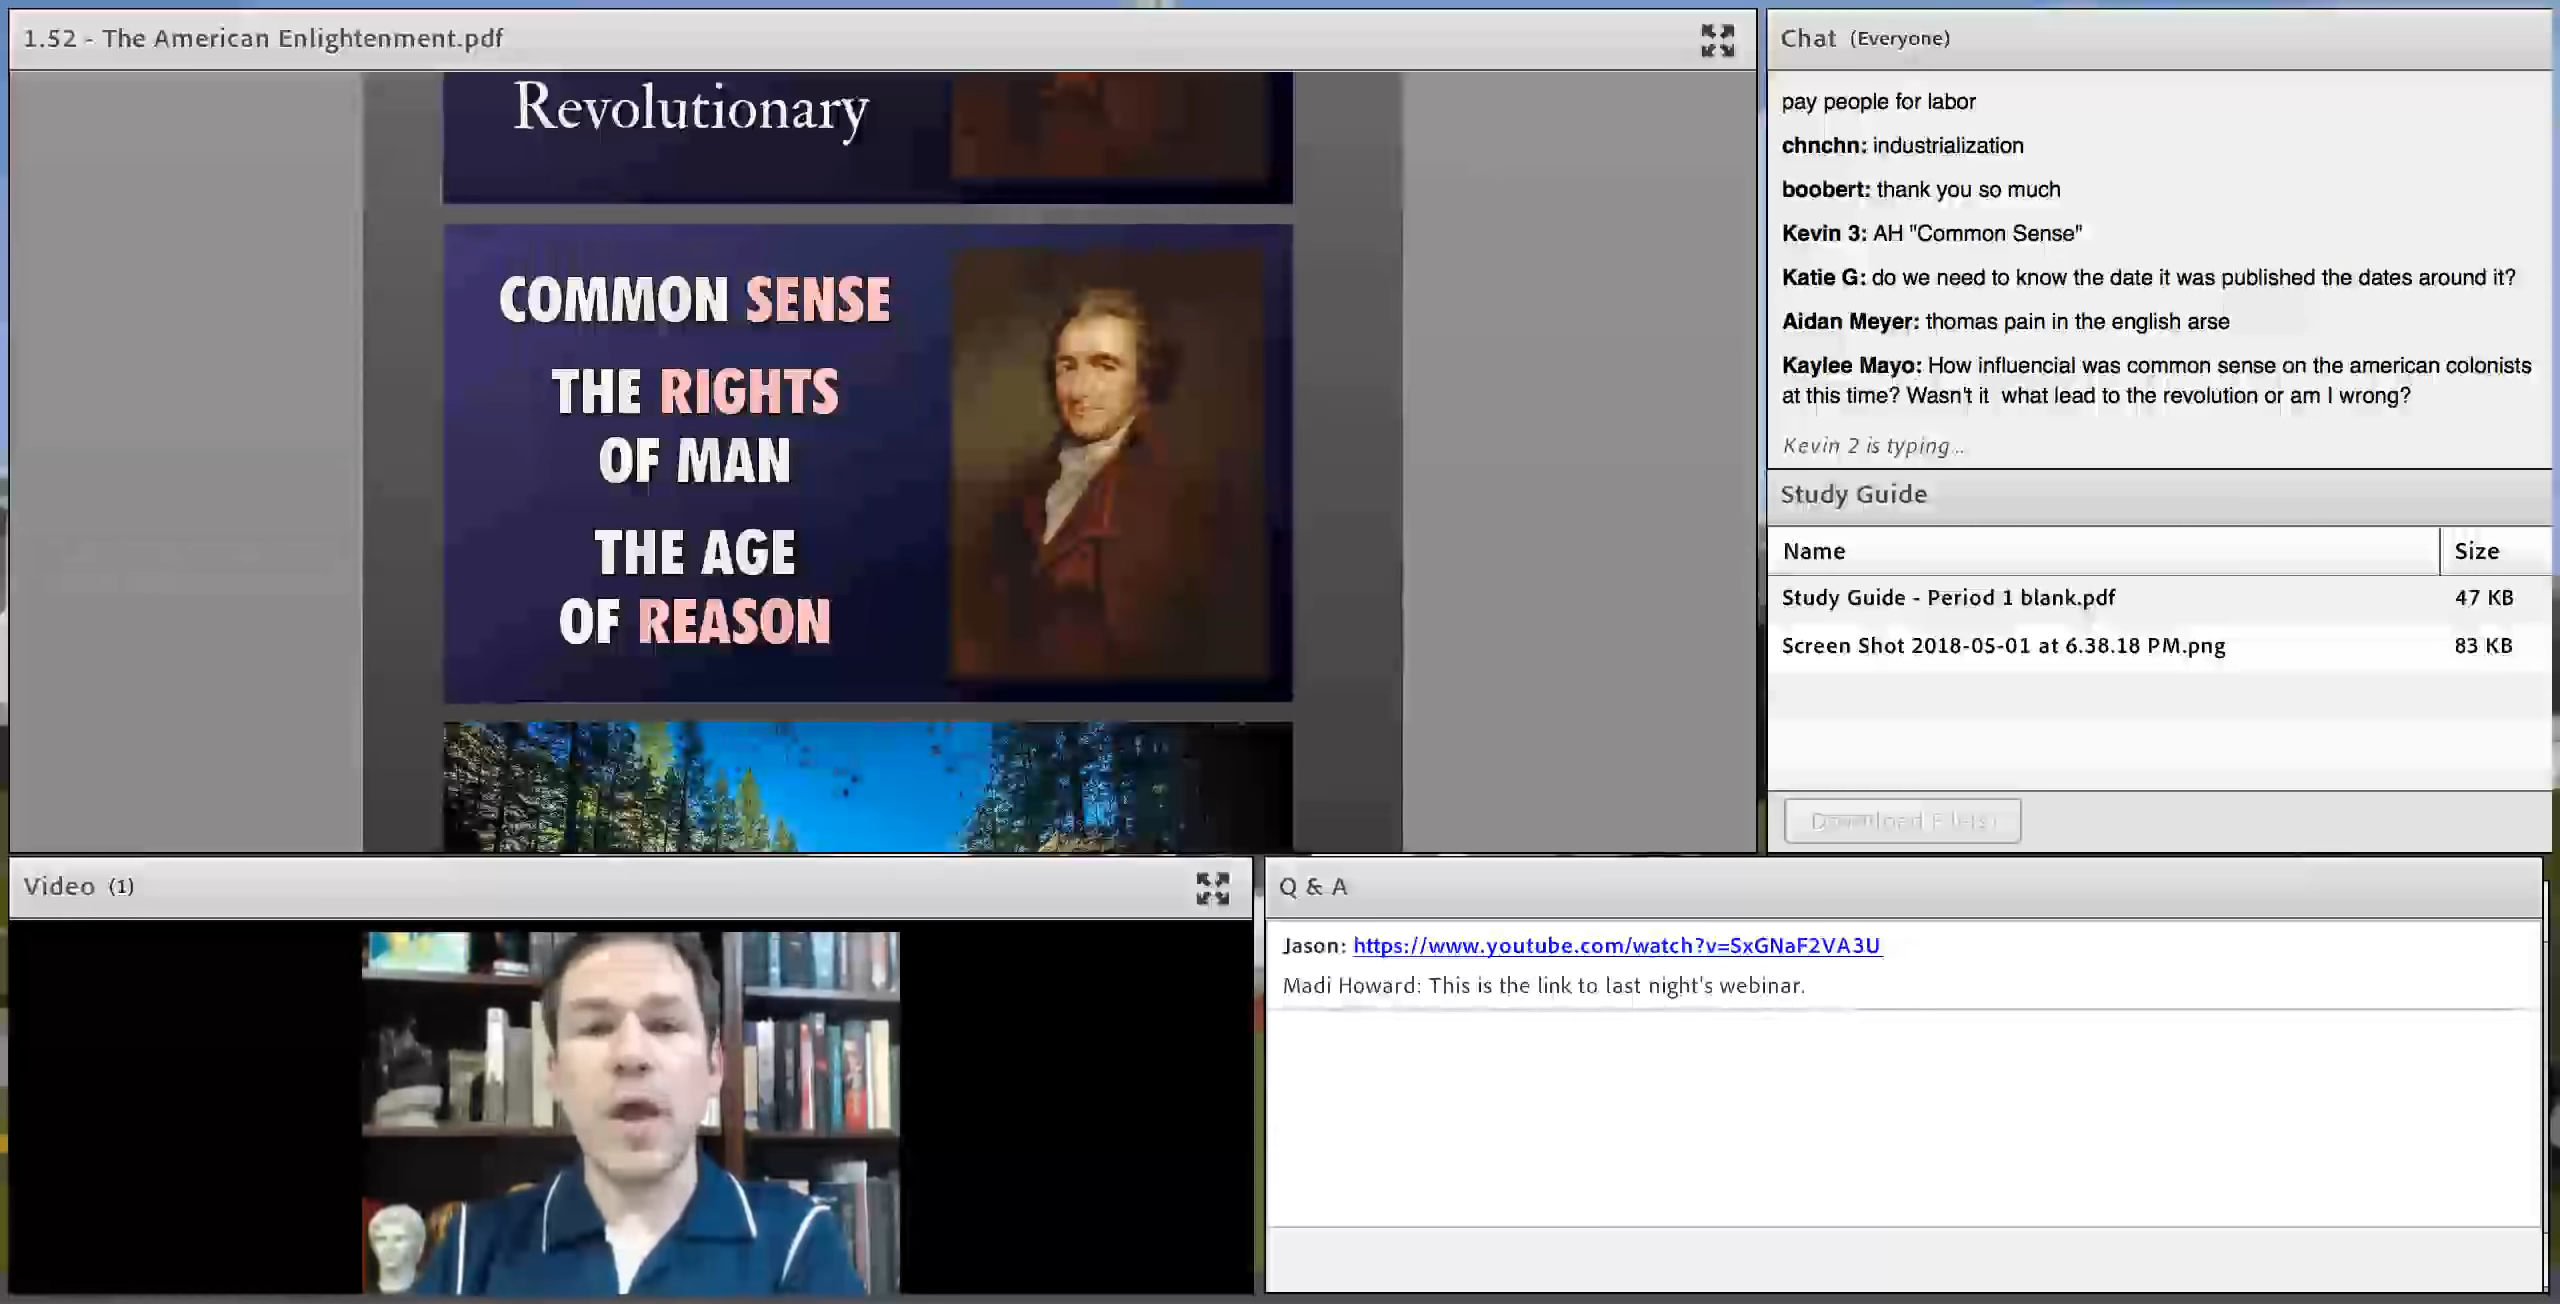 1.52 - The American Enlightenment.pdf
Revolutionary
COMMON SENSE
THE RIGHTS
OF MAN
THE AGE
OF REASON
Chat (Everyone)
pay people for labor
chnchn: industrialization
boobert: thank you so much
Kevin 3: AH "Common Sense"
Katie G: do we need to know the date it was published the dates around it?
Aidan Meyer: thomas pain in the english arse
Kaylee Mayo: How influencial was common sense on the american colonists
at this time? Wasn't it what lead to the revolution or am I wrong?
Kevin 2 is typing..
Study Guide
Name Size
Study Guide - Period 1 blank.pdf 47 KB
Screen Shot 2018-05-01 at 6.38.18 PM.png 83 KB
Download File(s)
Video (1)
Q & A
Jason: https://www.youtube.com/watch?v=SxGNaF2VA3U
Madi Howard: This is the link to last night's webinar.